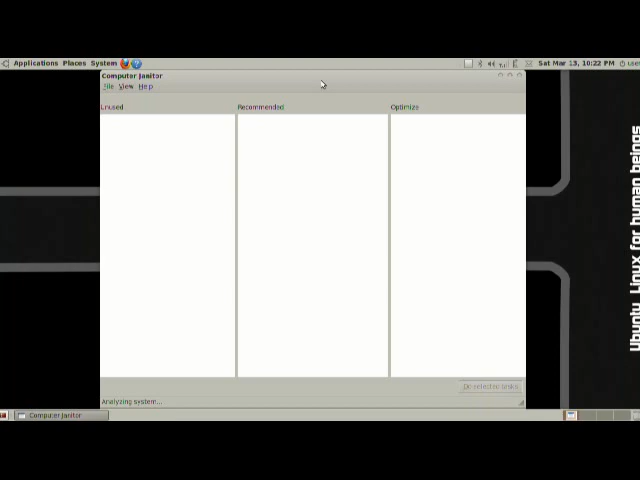 Applications Places System Sat Mar 13, 10:22 PM
Computer Janitor
File View Help
Unused Recommended Optimize
Do selected tasks
Analyzing system...
Computer Janitor
Ubuntu, Linux for human beings